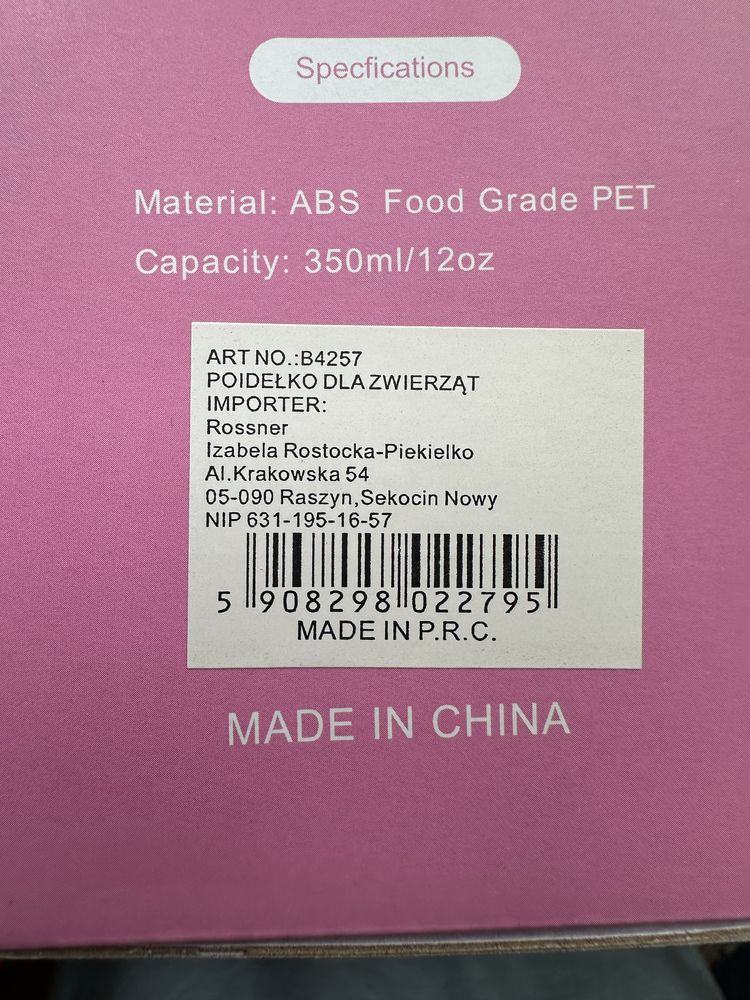 Specfications
Material: ABS Food Grade PET
Capacity: 350ml/12oz
ART NO.:B4257
POIDEŁKO DLA ZWIERZĄT
IMPORTER:
Rossner
Izabela Rostocka-Piekielko
Al.Krakowska 54
05-090 Raszyn,Sekocin Nowy
NIP 631-195-16-57
5 908298 022795
MADE IN P.R.C.
MADE IN CHINA